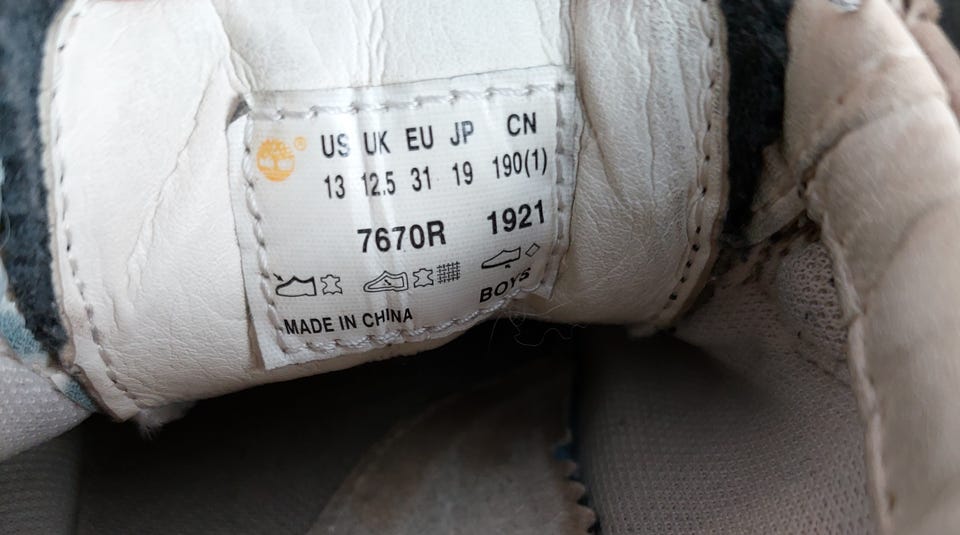 ®
US UK EU JP CN
13 12.5 31 19 190(1)
7670R 1921
BOYS
MADE IN CHINA